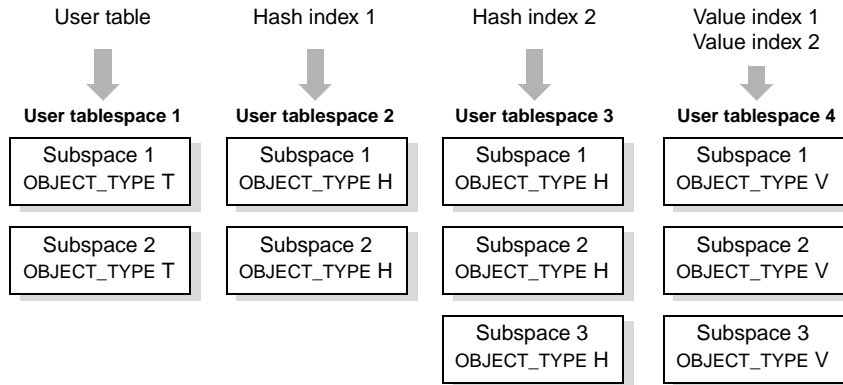 User table
Hash index 1
Hash index 2
Value index 1
Value index 2
User tablespace 1
User tablespace 2
User tablespace 3
User tablespace 4
Subspace 1
OBJECT_TYPE T
Subspace 1
OBJECT_TYPE H
Subspace 1
OBJECT_TYPE H
Subspace 1
OBJECT_TYPE V
Subspace 2
OBJECT_TYPE T
Subspace 2
OBJECT_TYPE H
Subspace 2
OBJECT_TYPE H
Subspace 2
OBJECT_TYPE V
Subspace 3
OBJECT_TYPE H
Subspace 3
OBJECT_TYPE V